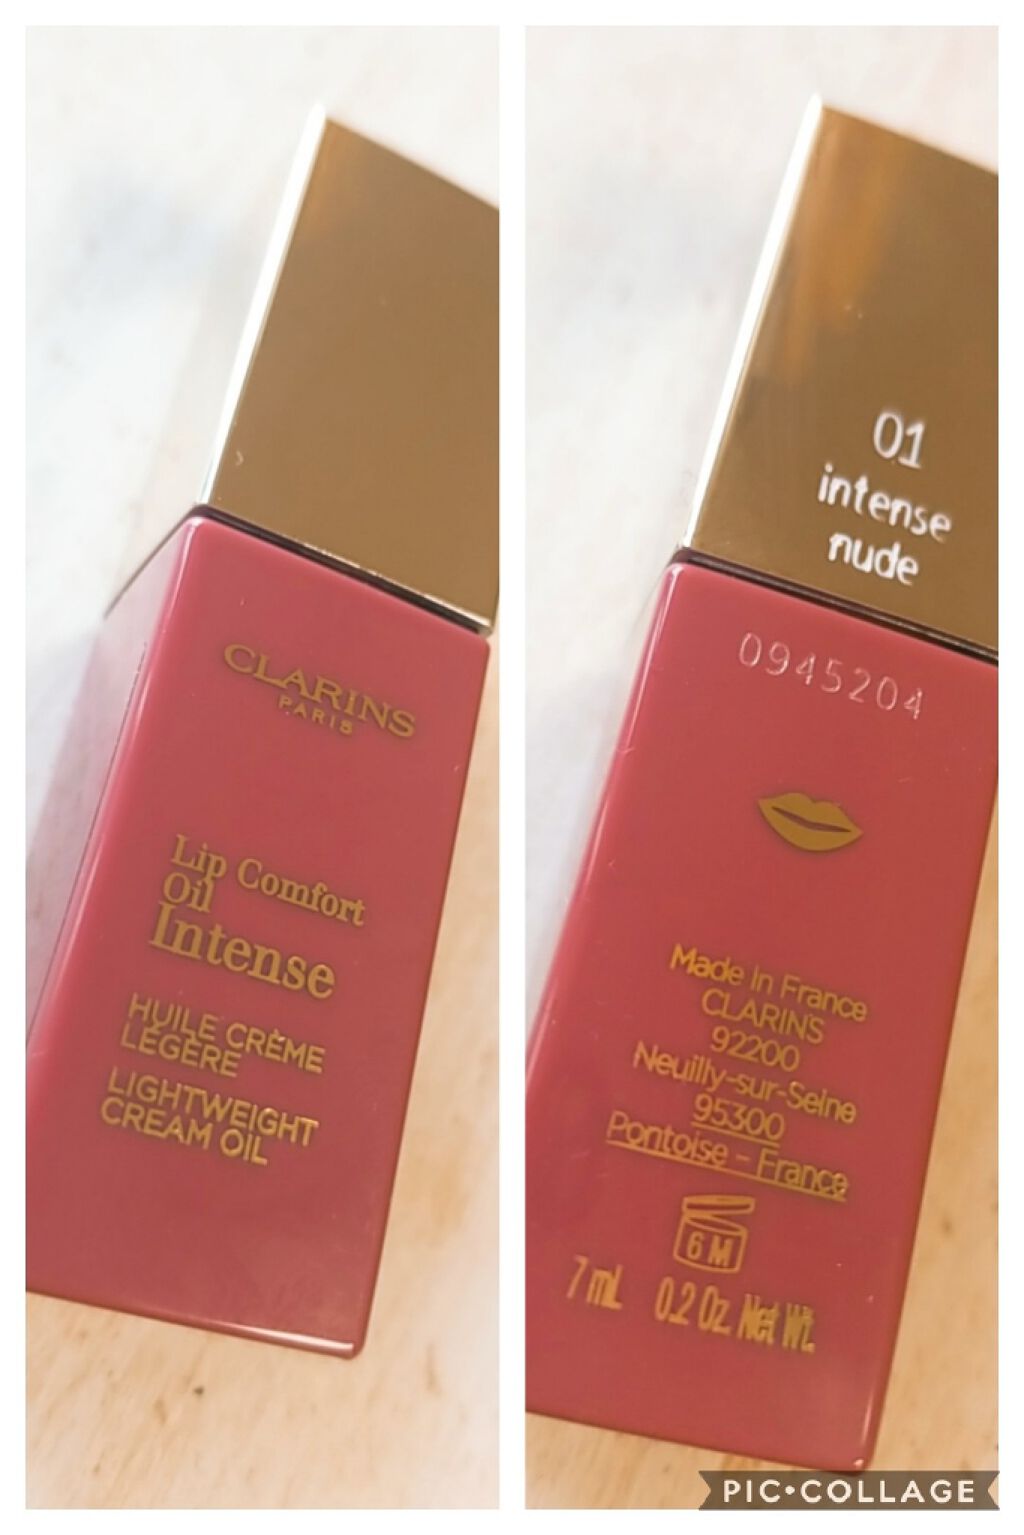 CLARINS
PARIS
Lip Comfort
Oil
Intense
HUILE CRÈME
LÉGÈRE
LIGHTWEIGHT
CREAM OIL
01
intense
nude
0945204
Made in France
CLARINS
92200
Neuilly-sur-Seine
95300
Pontoise - France
6 M
7 mL 0.2 Oz. Net Wt.
PIC•COLLAGE